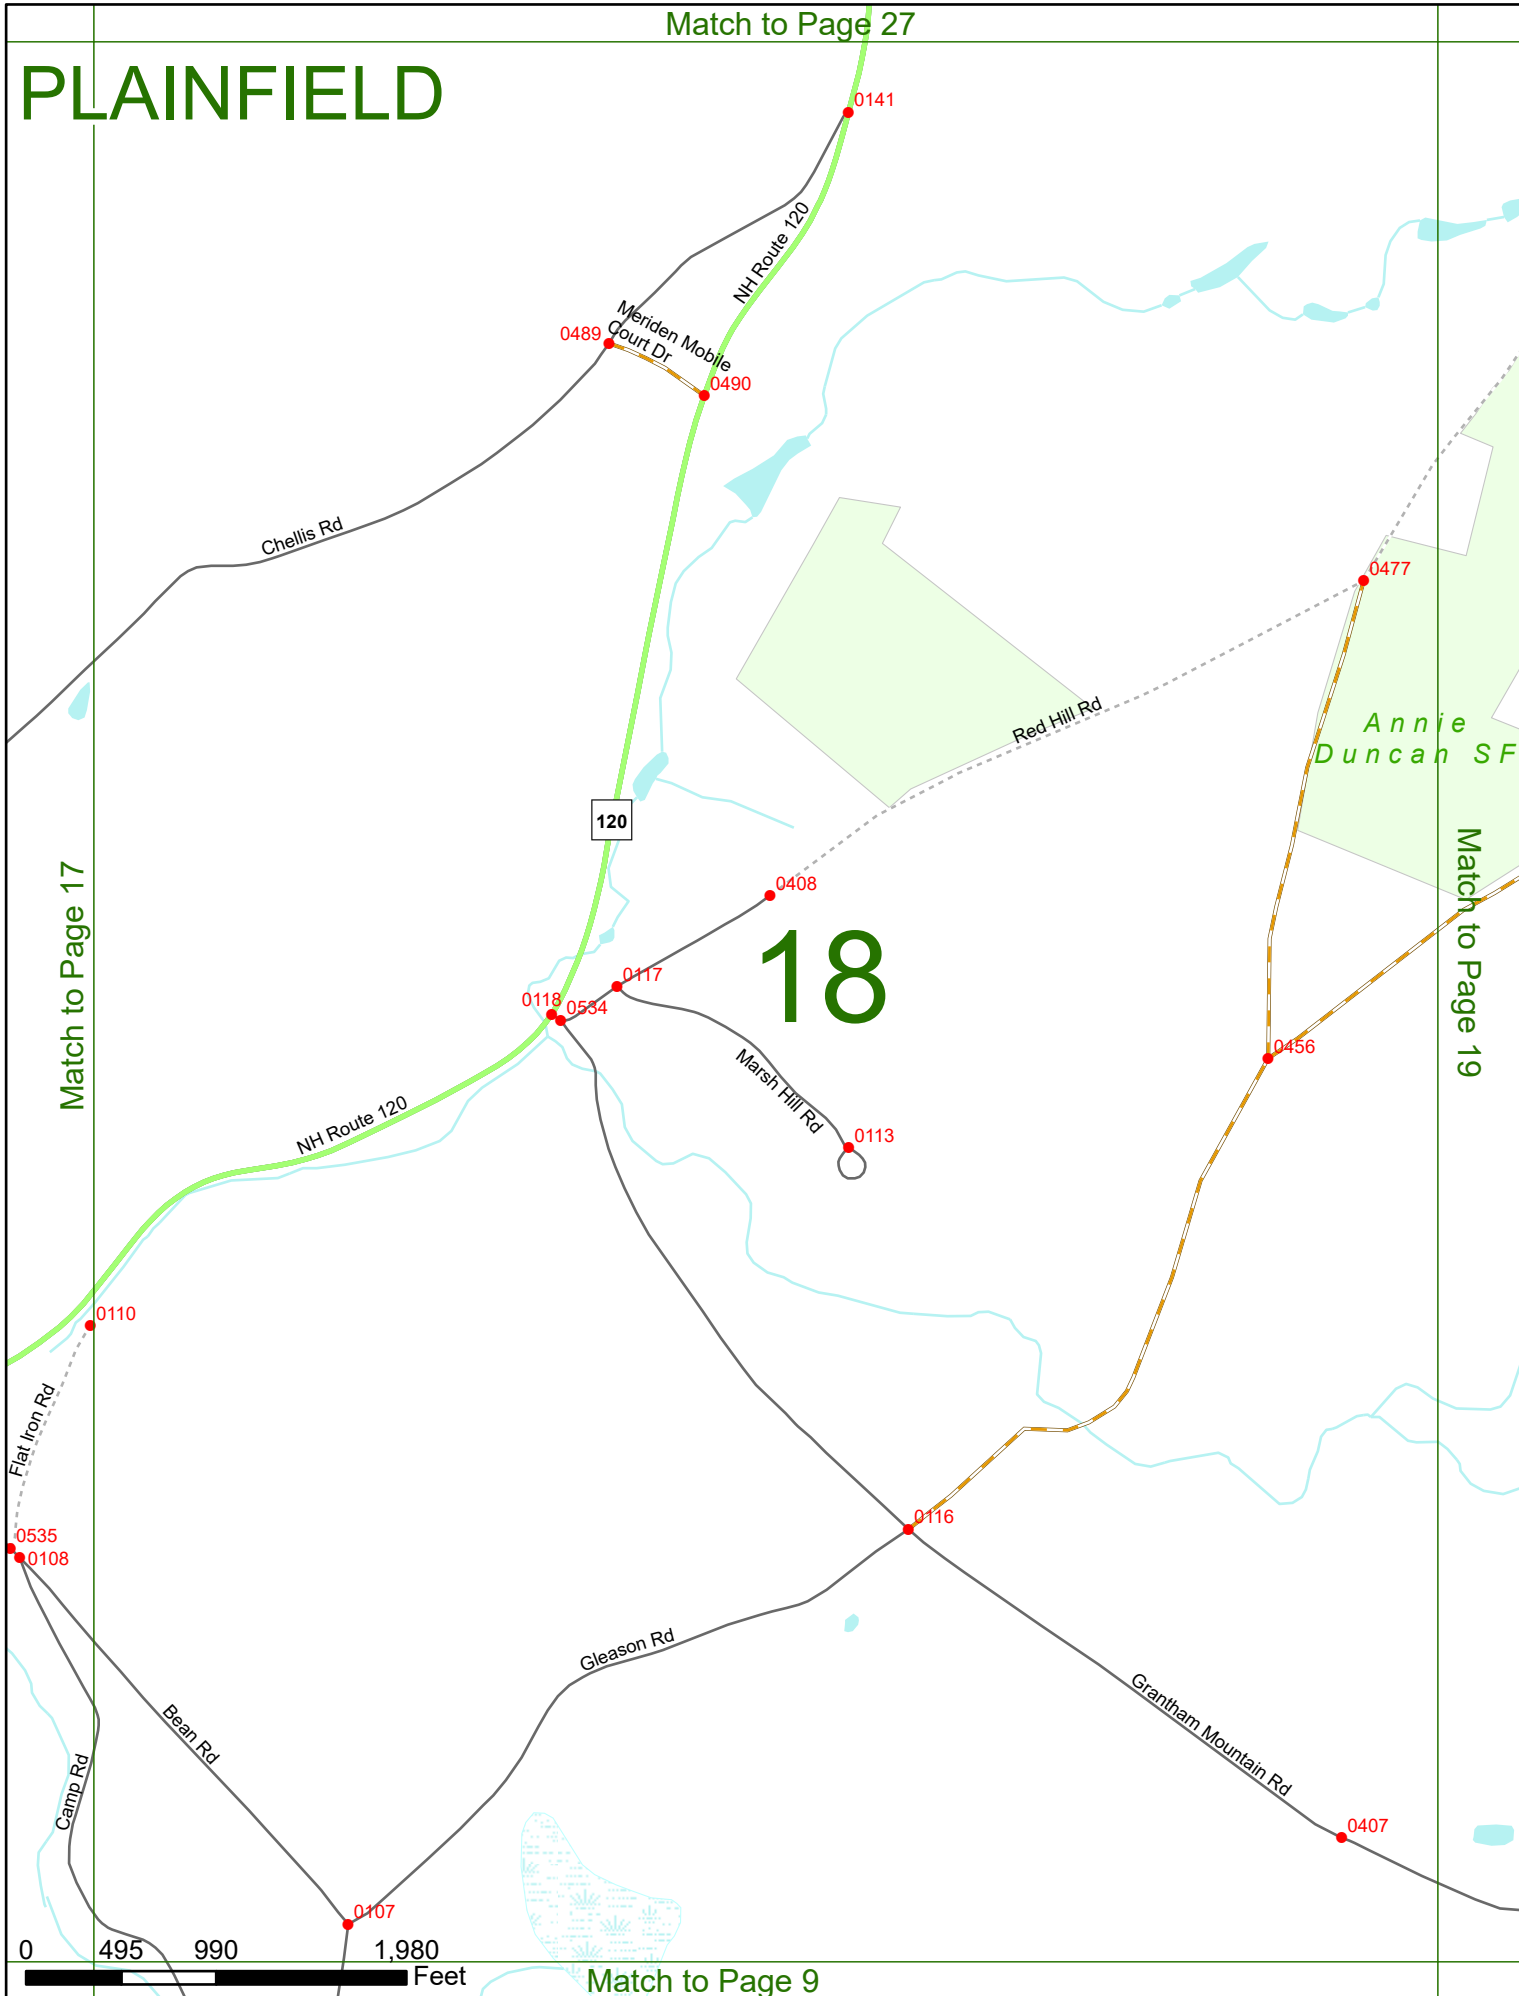 Match to Page 27
PLAINFIELD
0141
NH Route 120
Meriden Mobile
Court Dr
0489
0490
Chellis Rd
0477
Red Hill Rd
Annie
Duncan SF
120
Match to Page 17
Match to Page 19
0408
18
0117
0118
0534
0456
Marsh Hill Rd
NH Route 120
0113
0110
Flat Iron Rd
0116
0535
0108
Gleason Rd
Grantham Mountain Rd
Bean Rd
Camp Rd
0407
0107
0 495 990 1,980
Feet
Match to Page 9